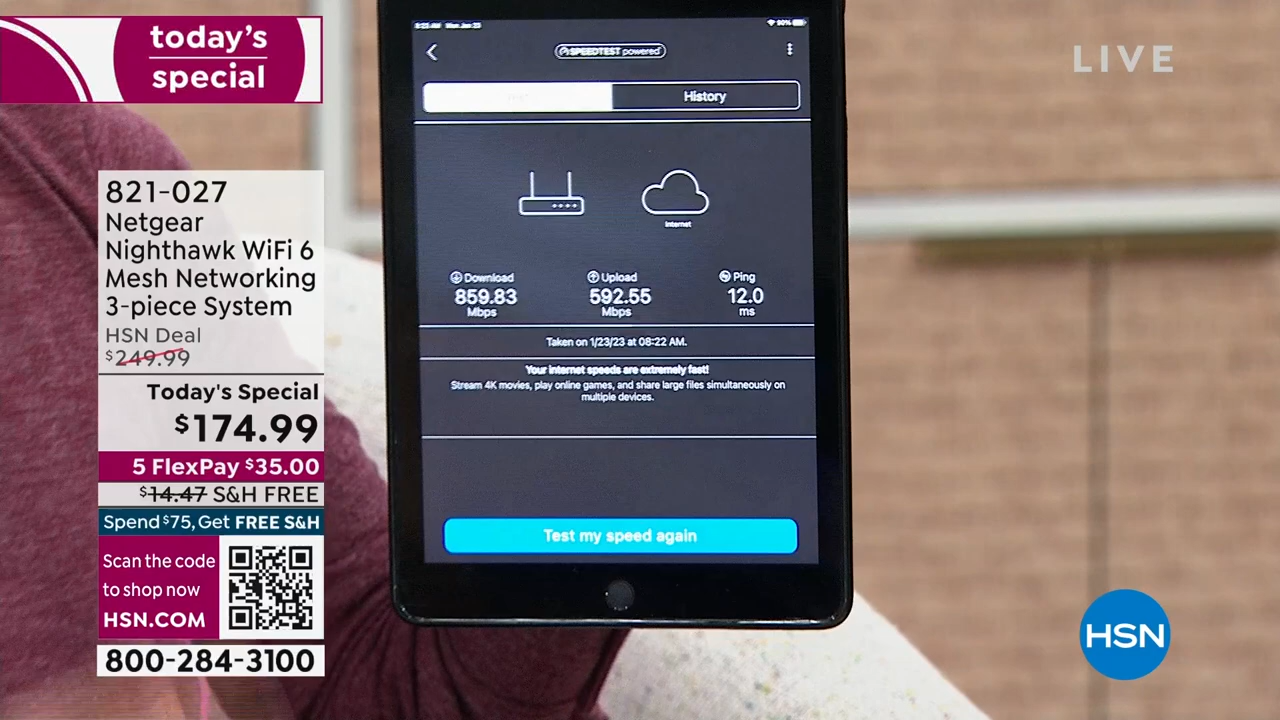 today's
special
821-027
Netgear
Nighthawk WiFi 6
Mesh Networking
3-piece System
HSN Deal
$249.99
Today's Special
$174.99
5 FlexPay $35.00
$14.47 S&H FREE
Spend $75, Get FREE S&H
Scan the code
to shop now
HSN.COM
800-284-3100
LIVE
HSN
90%
SPEEDTEST powered
History
Internet
Download
859.83
Mbps
Upload
592.55
Mbps
Ping
12.0
ms
Taken on 1/23/23 at 08:22 AM.
Your internet speeds are extremely fast!
Stream 4K movies, play online games, and share large files simultaneously on
multiple devices.
Test my speed again